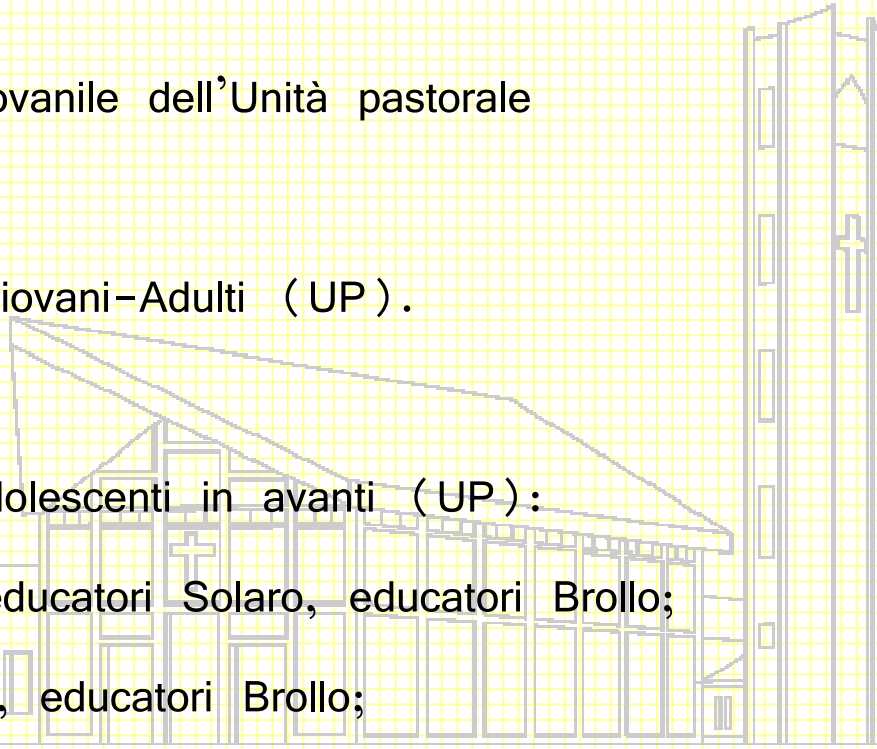 ovanile dell'Unità pastorale
iovani-Adulti (UP).
dolescenti in avanti (UP):
educatori Solaro, educatori Brollo;
, educatori Brollo;